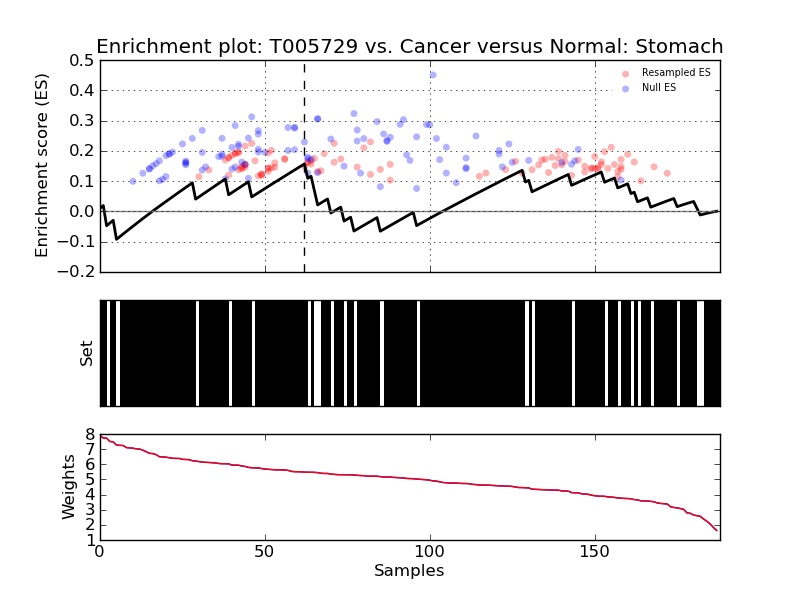 Enrichment plot: T005729 vs. Cancer versus Normal: Stomach
Enrichment score (ES)
0.5
0.4
0.3
0.2
0.1
0.0
−0.1
−0.2
Resampled ES
Null ES
Set
Weights
8
7
6
5
4
3
2
1
0
50
100
150
Samples